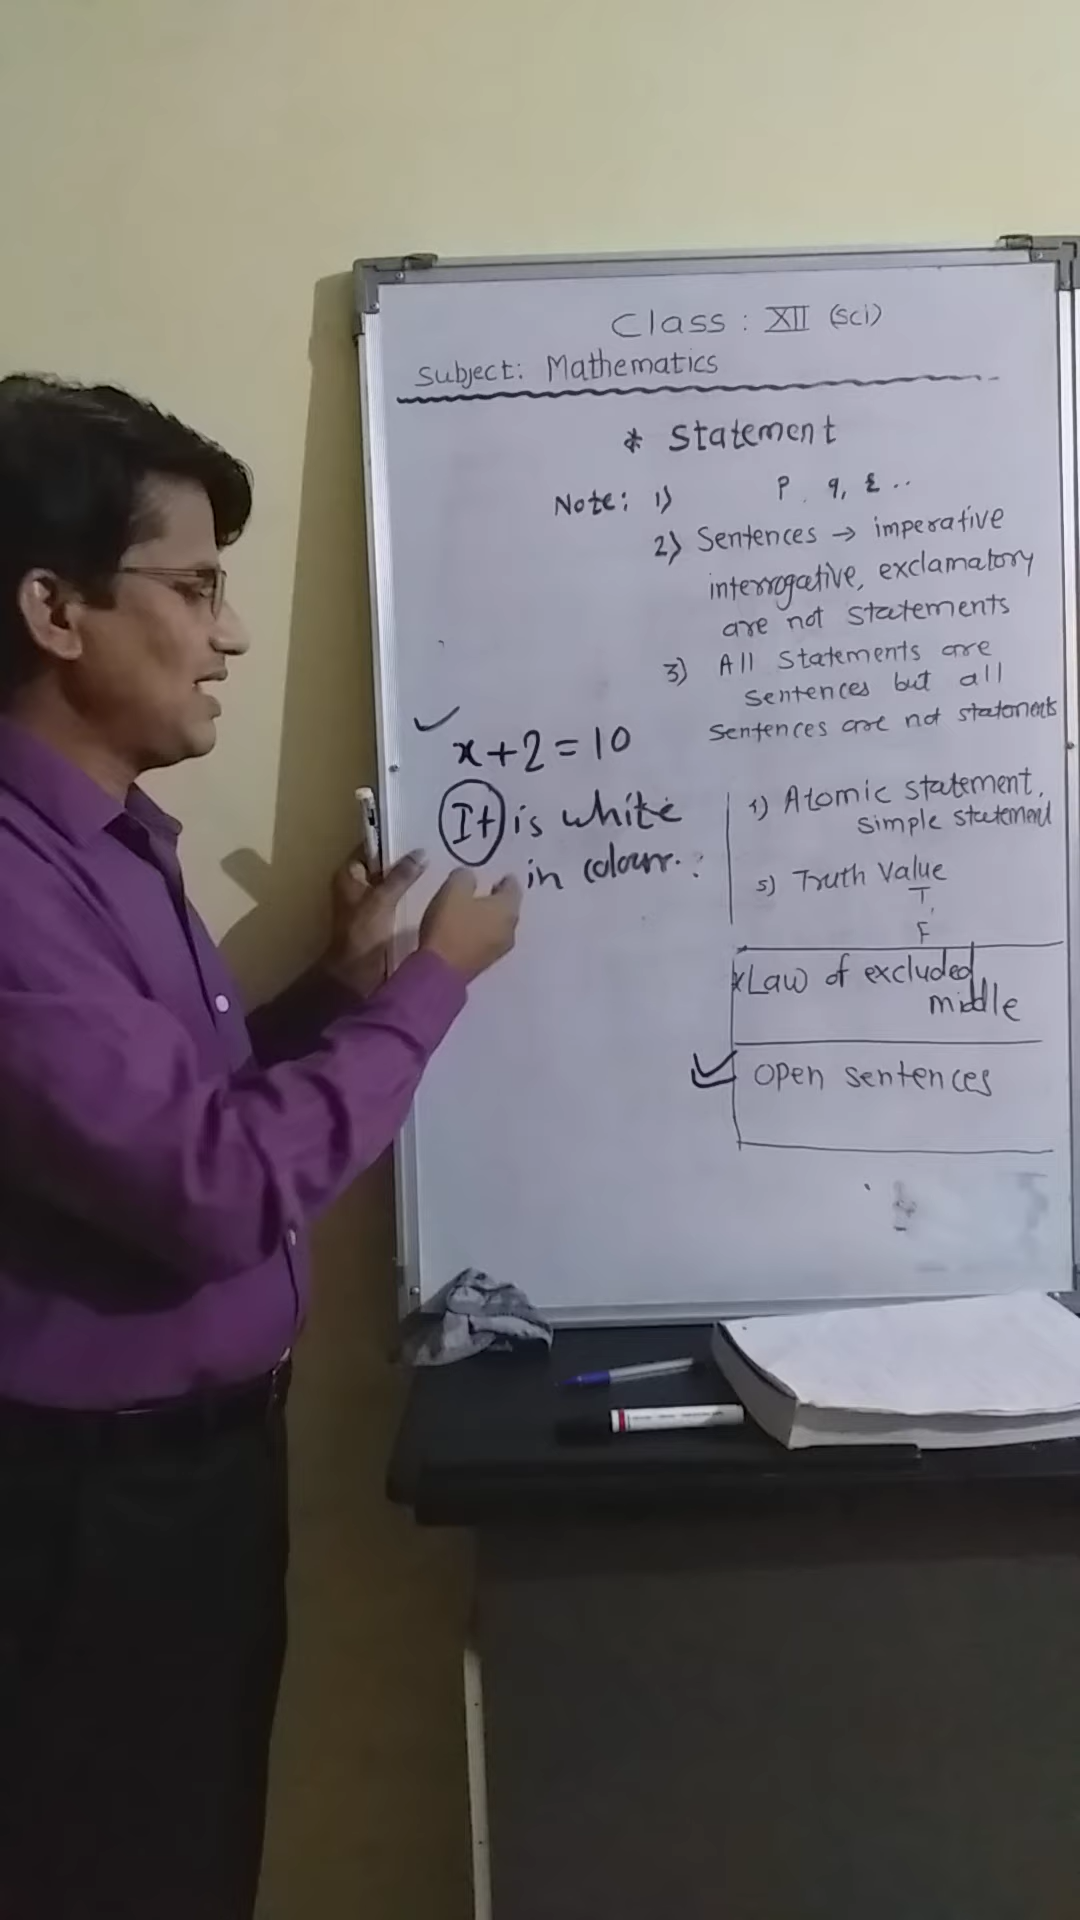 Class : XII (Sci)
Subject: Mathematics
* Statement
Note: 1) p, q, r ..
2) Sentences → imperative
interrogative, exclamatory
are not statements
3) All statements are
sentences but all
sentences are not statements
x+2=10
It is white
in colour.
4) Atomic statement,
simple statement
5) Truth Value
T
F
* Law of excluded
middle
Open sentences